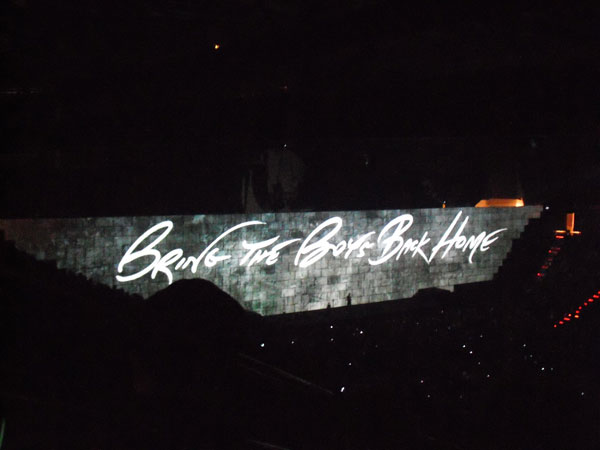 BRING THE BOYS BACK HOME